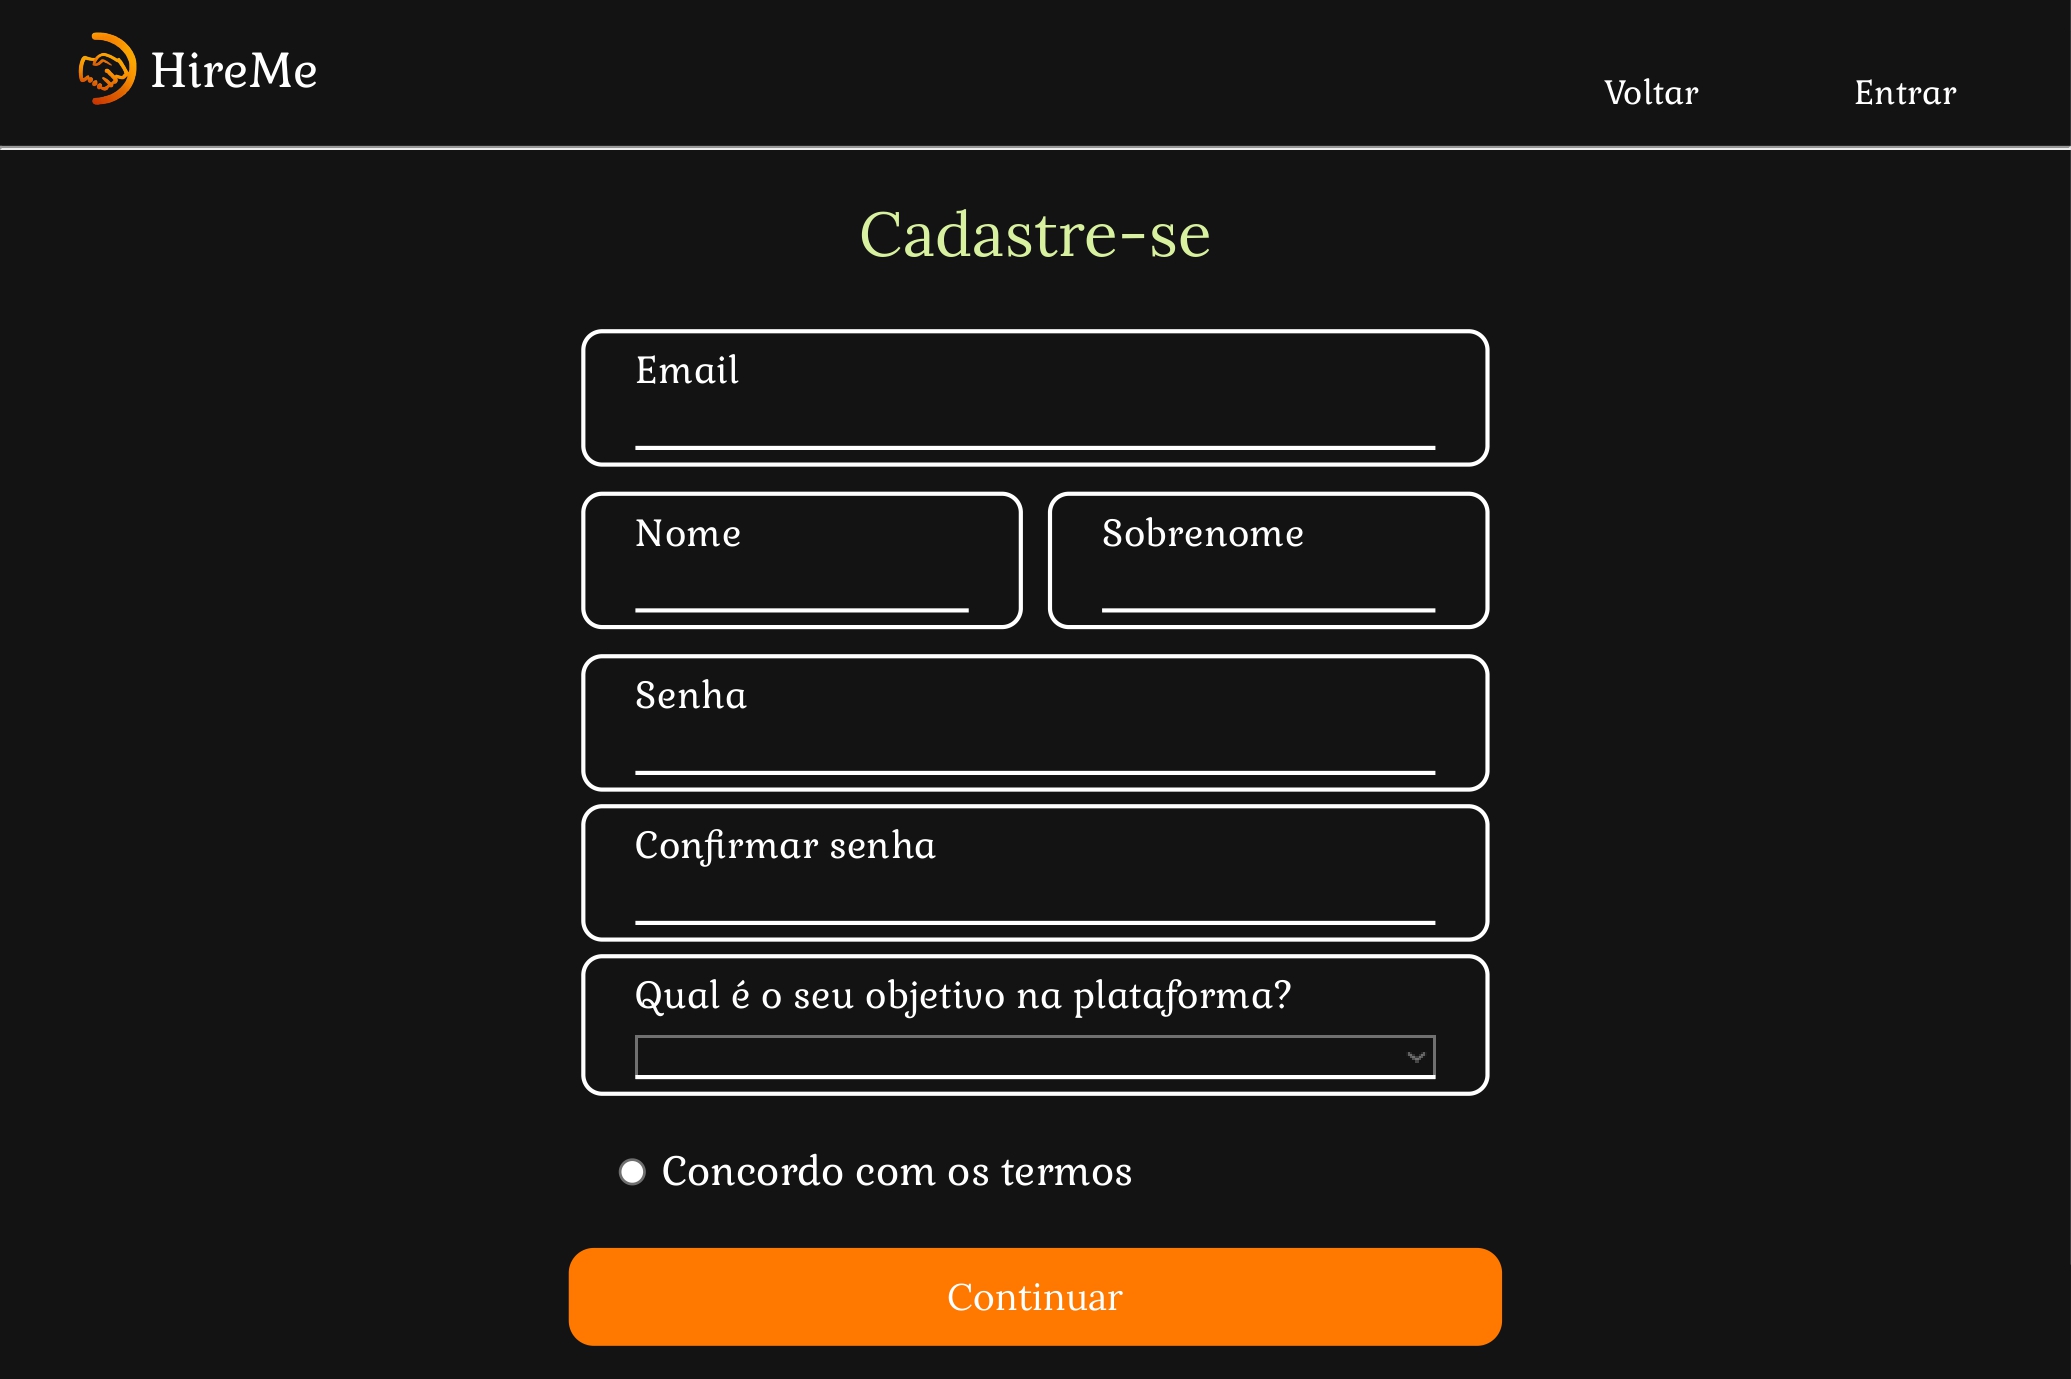 HireMe
Voltar
Entrar
Cadastre-se
Email
Nome
Sobrenome
Senha
Confirmar senha
Qual é o seu objetivo na plataforma?
Concordo com os termos
Continuar